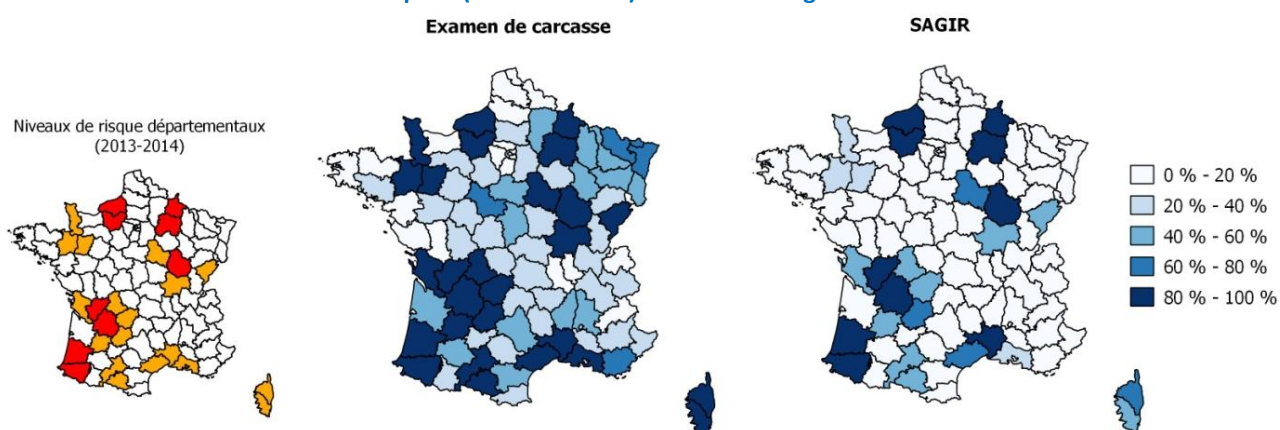 Examen de carcasse
SAGIR
Niveaux de risque départementaux
(2013-2014)
0 % - 20 %
20 % - 40 %
40 % - 60 %
60 % - 80 %
80 % - 100 %